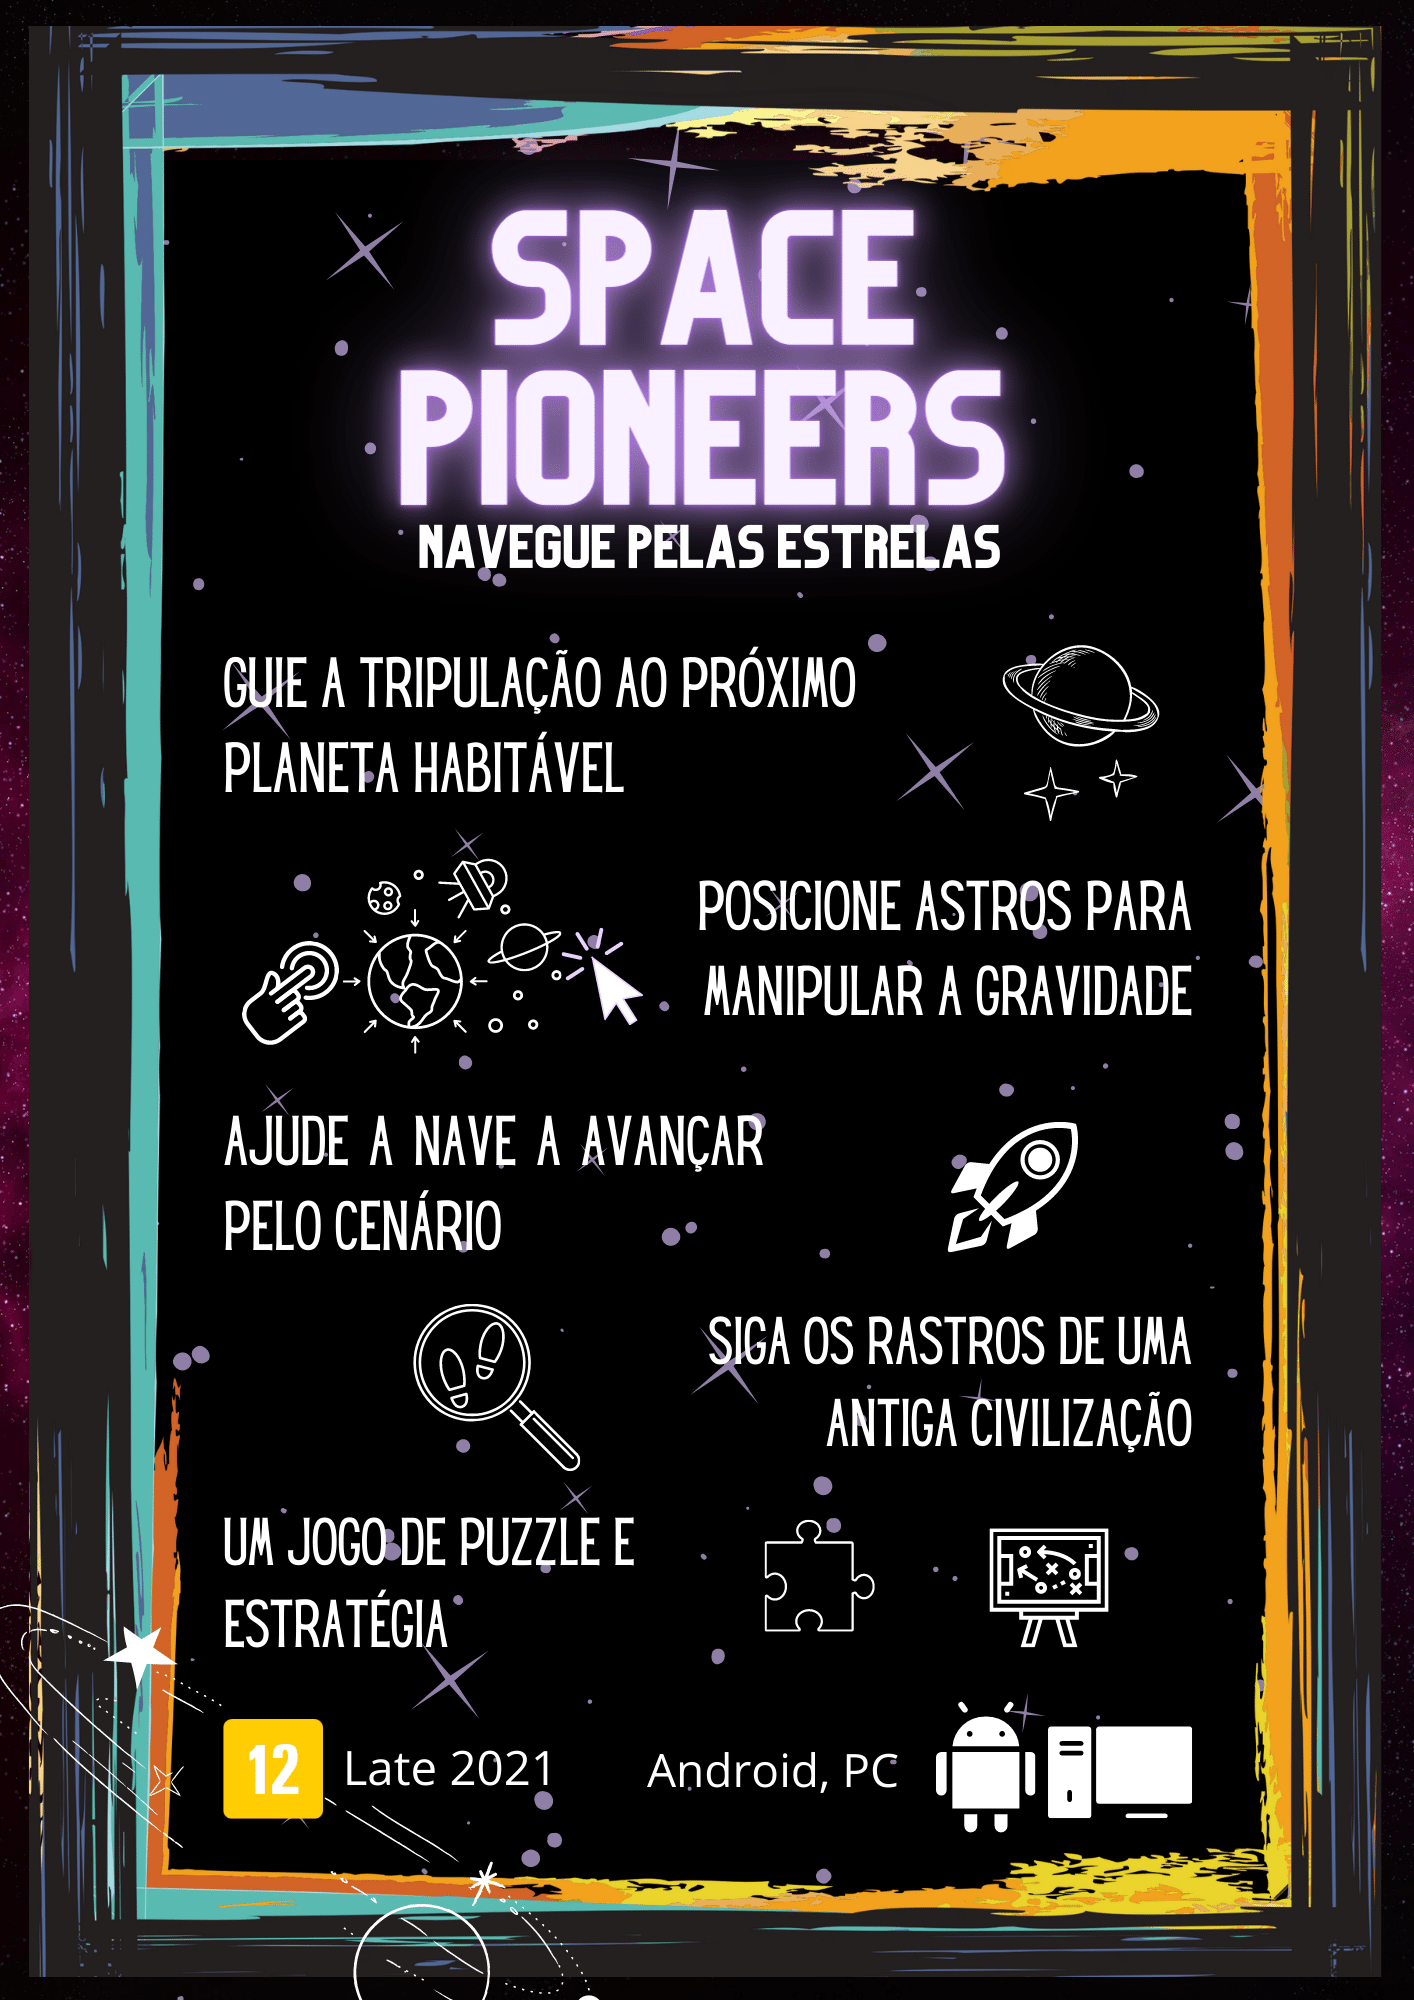 SPACE
PIONEERS
NAVEGUE PELAS ESTRELAS
GUIE A TRIPULAÇÃO AO PRÓXIMO
PLANETA HABITÁVEL
POSICIONE ASTROS PARA
MANIPULAR A GRAVIDADE
AJUDE A NAVE A AVANÇAR
PELO CENÁRIO
SIGA OS RASTROS DE UMA
ANTIGA CIVILIZAÇÃO
UM JOGO DE PUZZLE E
ESTRATÉGIA
12 Late 2021 Android, PC